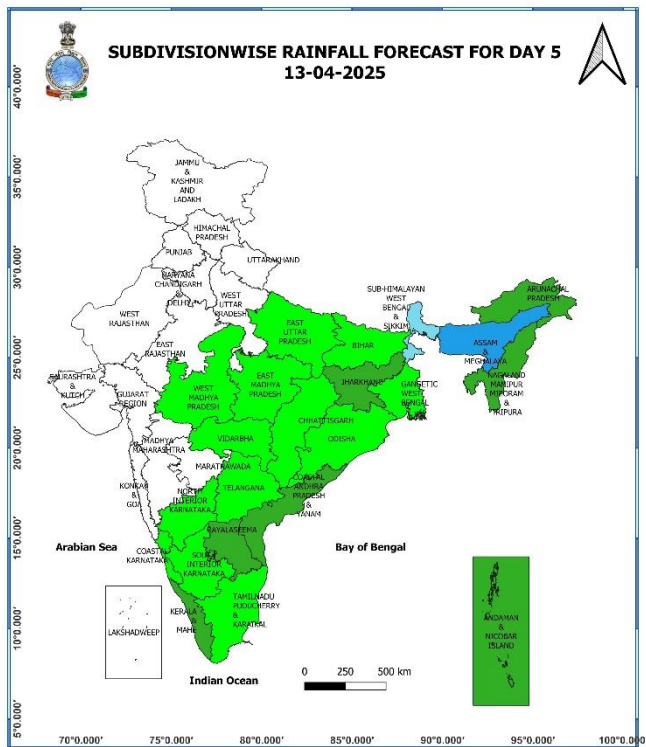 SUBDIVISIONWISE RAINFALL FORECAST FOR DAY 5
13-04-2025
40°0.000'
35°0.000'
30°0.000'
25°0.000'
20°0.000'
15°0.000'
10°0.000'
5°0.000'
JAMMU
&
KASHMIR
AND
LADAKH
HIMACHAL
PRADESH
PUNJAB
UTTARAKHAND
HARYANA
CHANDIGARH
&
DELHI
WEST
UTTAR
PRADESH
WEST
RAJASTHAN
EAST
RAJASTHAN
EAST
UTTAR
PRADESH
BIHAR
SUB-HIMALAYAN
WEST
BENGAL
&
SIKKIM
ARUNACHAL
PRADESH
ASSAM
&
MEGHALAYA
NAGALAND
MANIPUR
MIZORAM
&
TRIPURA
SAURASHTRA
&
KUTCH
GUJARAT
REGION
WEST
MADHYA
PRADESH
EAST
MADHYA
PRADESH
JHARKHAND
GANGETIC
WEST
BENGAL
CHHATTISGARH
ODISHA
MADHYA
MAHARASHTRA
VIDARBHA
MARATHWADA
KONKAN
&
GOA
NORTH
INTERIOR
KARNATAKA
TELANGANA
COASTAL
ANDHRA
PRADESH
&
YANAM
RAYALASEEMA
Arabian Sea
Bay of Bengal
COASTAL
KARNATAKA
SOUTH
INTERIOR
KARNATAKA
TAMILNADU
PUDUCHERRY
&
KARAIKAL
KERALA
&
MAHE
LAKSHADWEEP
ANDAMAN
&
NICOBAR
ISLAND
Indian Ocean
0 250 500 km
70°0.000' 75°0.000' 80°0.000' 85°0.000' 90°0.000' 95°0.000' 100°0.000'